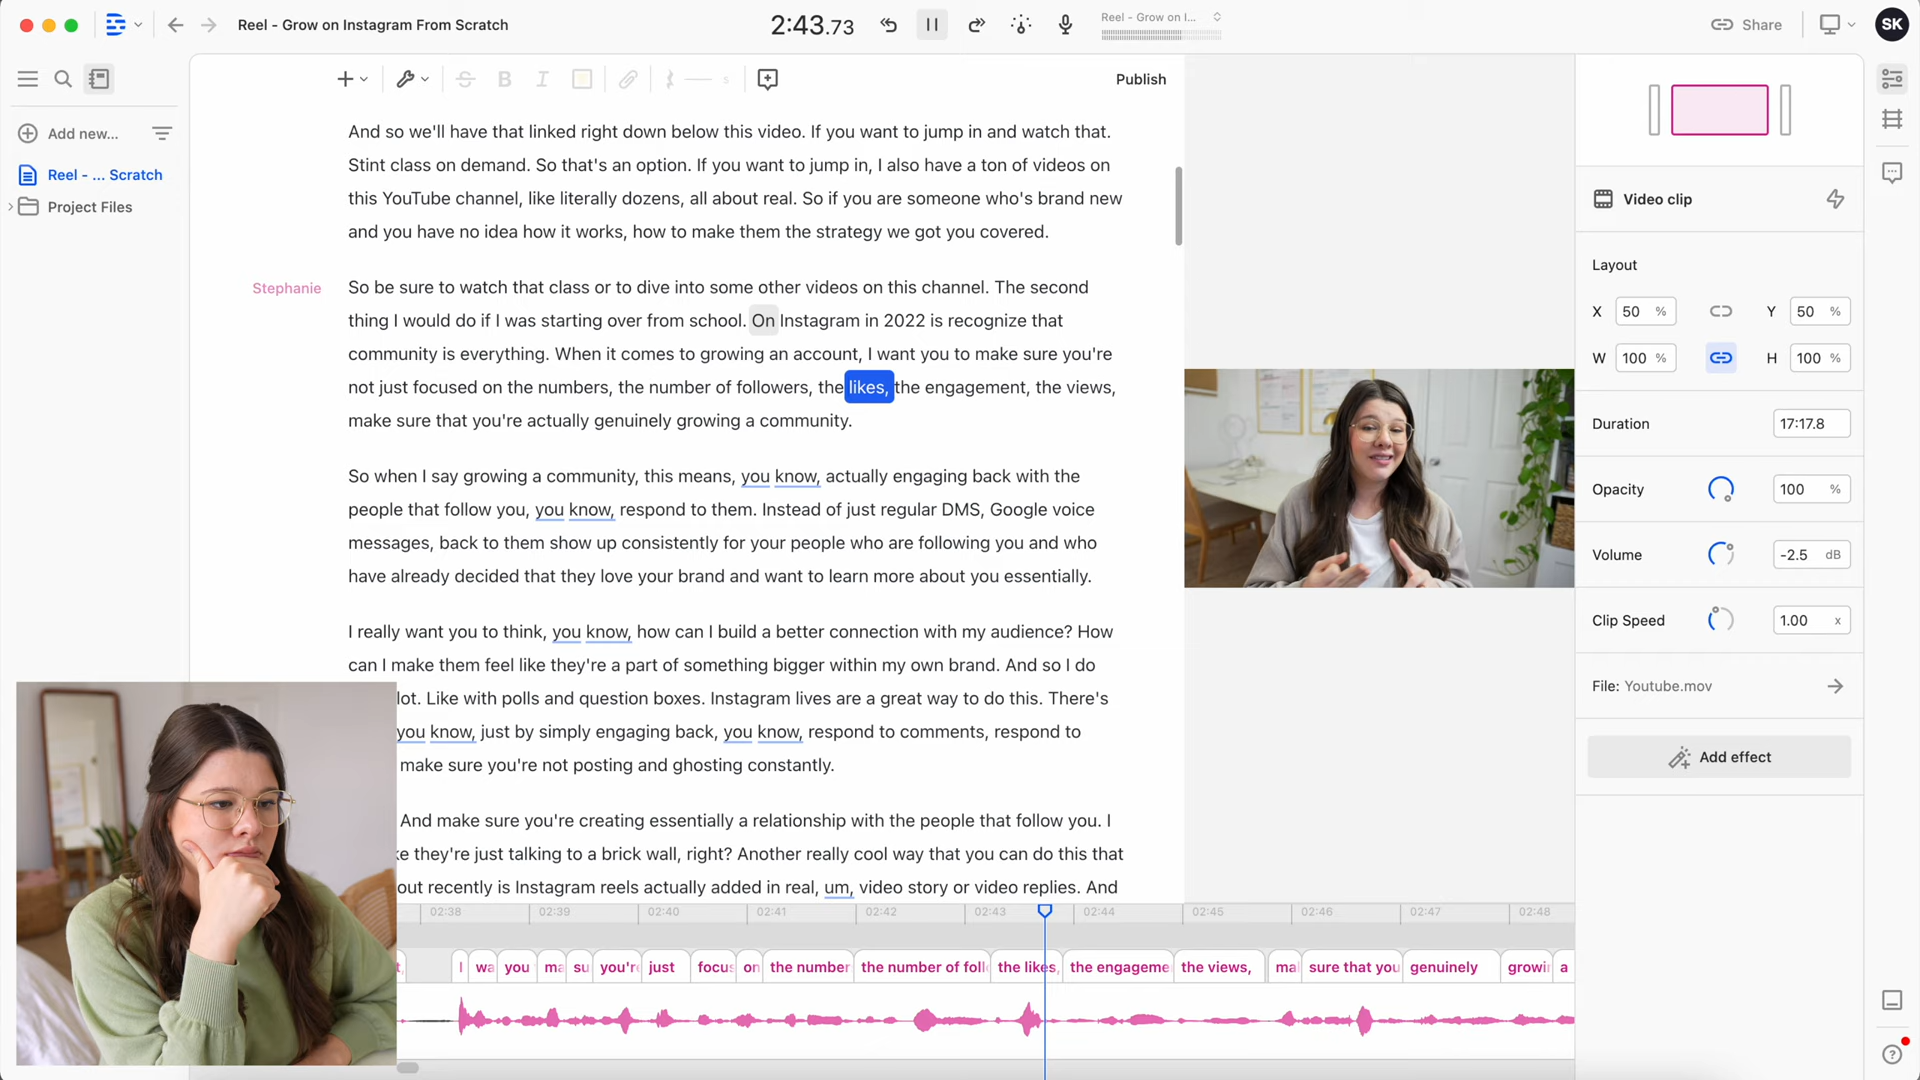 Reel - Grow on Instagram From Scratch
2:43.73
Reel - Grow on I...
Share
SK
Publish
Add new...
Reel - ... Scratch
Project Files
And so we'll have that linked right down below this video. If you want to jump in and watch that.
Stint class on demand. So that's an option. If you want to jump in, I also have a ton of videos on
this YouTube channel, like literally dozens, all about real. So if you are someone who's brand new
and you have no idea how it works, how to make them the strategy we got you covered.
Stephanie
So be sure to watch that class or to dive into some other videos on this channel. The second
thing I would do if I was starting over from school. On Instagram in 2022 is recognize that
community is everything. When it comes to growing an account, I want you to make sure you're
not just focused on the numbers, the number of followers, the likes, the engagement, the views,
make sure that you're actually genuinely growing a community.
So when I say growing a community, this means, you know, actually engaging back with the
people that follow you, you know, respond to them. Instead of just regular DMS, Google voice
messages, back to them show up consistently for your people who are following you and who
have already decided that they love your brand and want to learn more about you essentially.
I really want you to think, you know, how can I build a better connection with my audience? How
can I make them feel like they're a part of something bigger within my own brand. And so I do
lot. Like with polls and question boxes. Instagram lives are a great way to do this. There's
you know, just by simply engaging back, you know, respond to comments, respond to
make sure you're not posting and ghosting constantly.
And make sure you're creating essentially a relationship with the people that follow you. I
they're just talking to a brick wall, right? Another really cool way that you can do this that
out recently is Instagram reels actually added in real, um, video story or video replies. And
Video clip
Layout
X 50 %
Y 50 %
W 100 %
H 100 %
Duration 17:17.8
Opacity 100 %
Volume -2.5 dB
Clip Speed 1.00 x
File: Youtube.mov
Add effect
02:38 02:39 02:40 02:41 02:42 02:43 02:44 02:45 02:46 02:47 02:48
I wa you ma su you're just focus on the number the number of foll the likes, the engageme the views, mal sure that you genuinely growi a